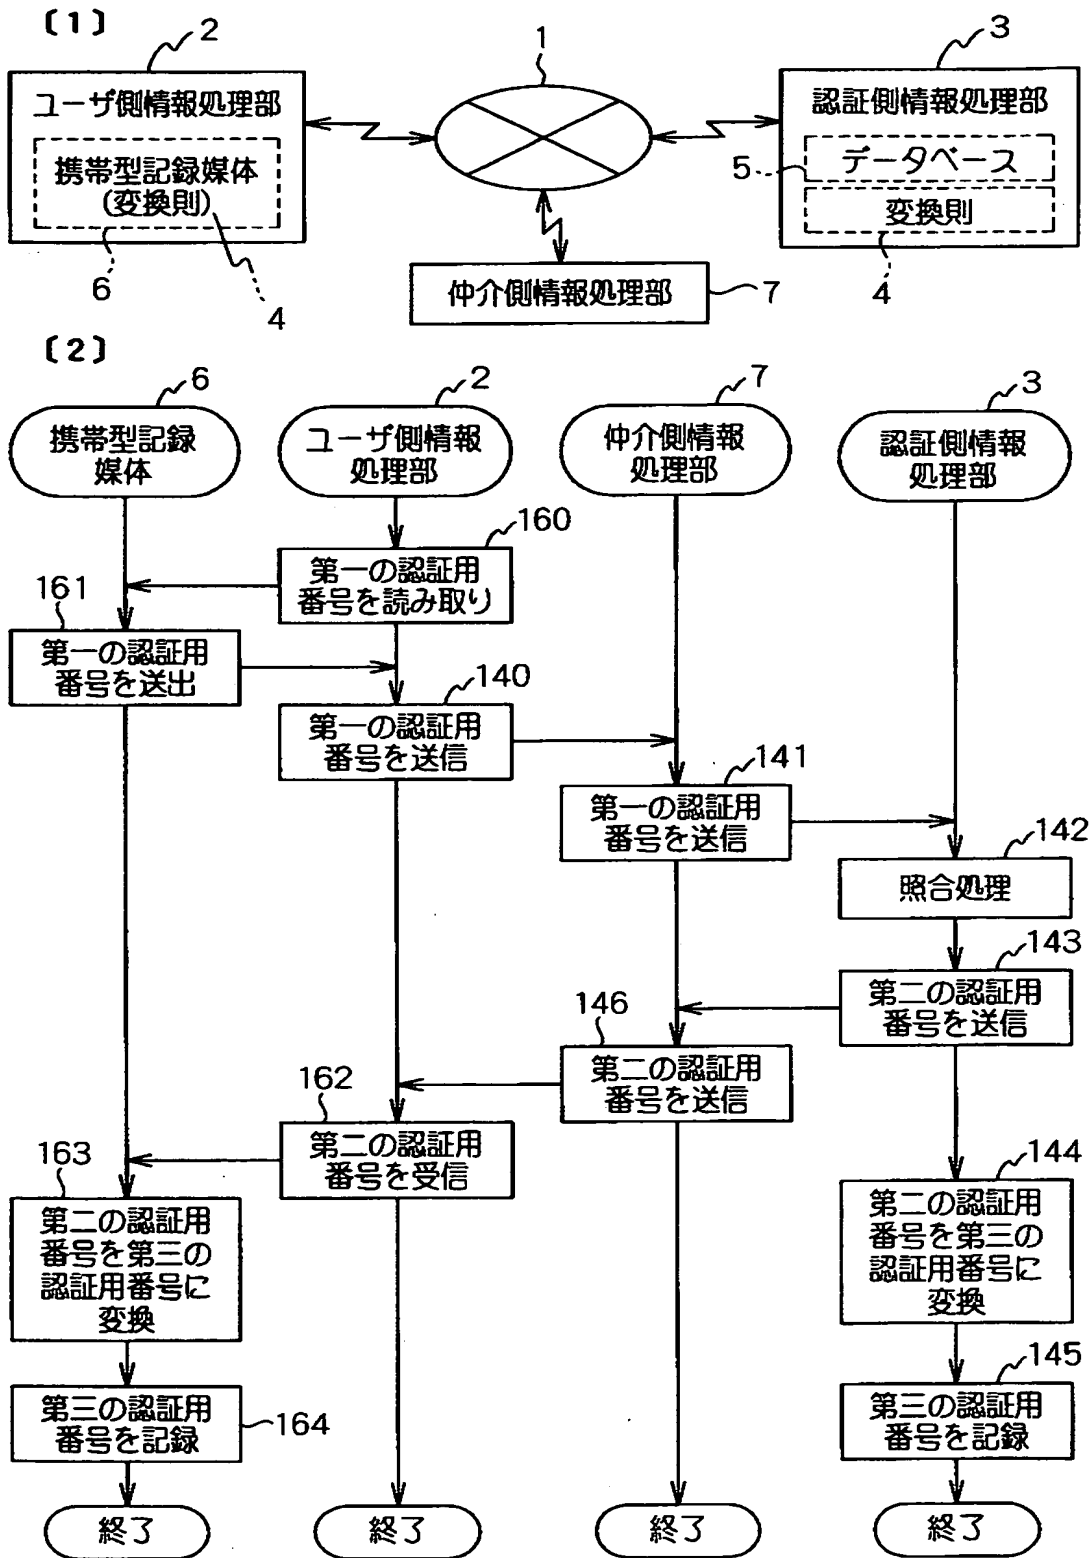 〔1〕
2
1
3
ユーザ側情報処理部
携帯型記録媒体
(変換則)
6
4
認証側情報処理部
5
データベース
変換則
4
仲介側情報処理部
7
〔2〕
6
携帯型記録
媒体
2
ユーザ側情報
処理部
7
仲介側情報
処理部
3
認証側情報
処理部
160
第一の認証用
番号を読み取り
161
第一の認証用
番号を送出
140
第一の認証用
番号を送信
141
第一の認証用
番号を送信
142
照合処理
143
第二の認証用
番号を送信
146
第二の認証用
番号を送信
162
第二の認証用
番号を受信
163
第二の認証用
番号を第三の
認証用番号に
変換
144
第二の認証用
番号を第三の
認証用番号に
変換
164
第三の認証用
番号を記録
145
第三の認証用
番号を記録
終了
終了
終了
終了